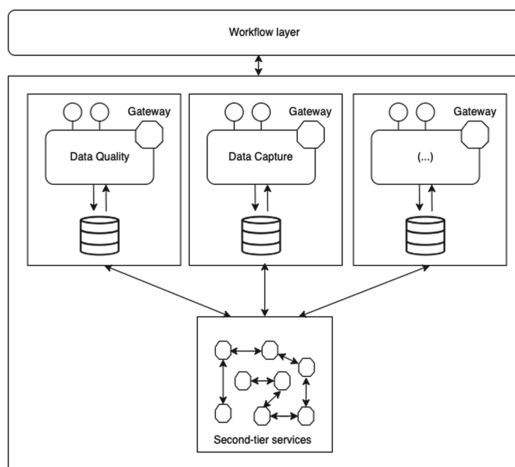 Workflow layer
Gateway
Data Quality
Gateway
Data Capture
Gateway
(...)
Second-tier services